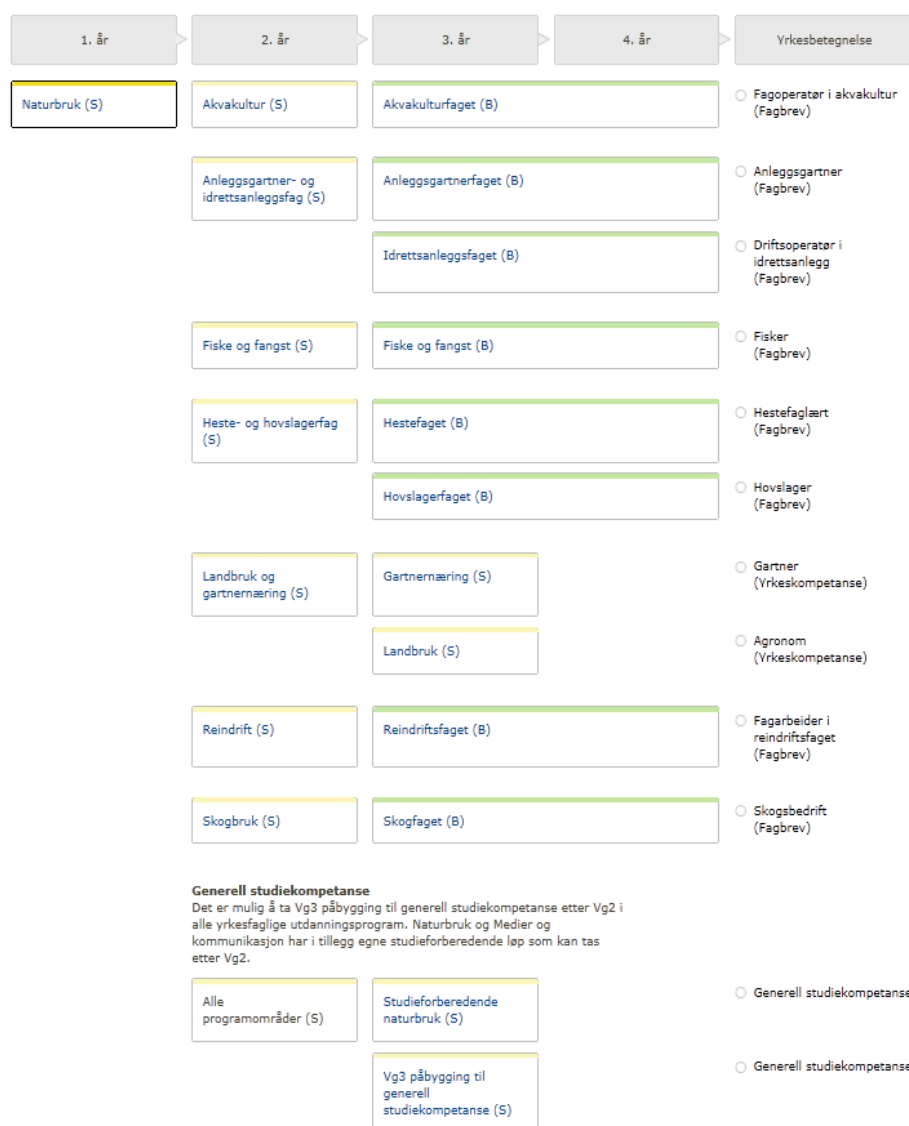 1. år
2. år
3. år
4. år
Yrkesbetegnelse
Naturbruk (S)
Akvakultur (S)
Akvakulturfaget (B)
Fagoperatør i akvakultur
(Fagbrev)
Anleggsgartner- og
idrettsanleggsfag (S)
Anleggsgartnerfaget (B)
Anleggsgartner
(Fagbrev)
Idrettsanleggsfaget (B)
Driftsoperatør i
idrettsanlegg
(Fagbrev)
Fiske og fangst (S)
Fiske og fangst (B)
Fisker
(Fagbrev)
Heste- og hovslagerfag
(S)
Hestefaget (B)
Hestefaglært
(Fagbrev)
Hovslagerfaget (B)
Hovslager
(Fagbrev)
Landbruk og
gartnernæring (S)
Gartnernæring (S)
Gartner
(Yrkeskompetanse)
Landbruk (S)
Agronom
(Yrkeskompetanse)
Reindrift (S)
Reindriftsfaget (B)
Fagarbeider i
reindriftsfaget
(Fagbrev)
Skogbruk (S)
Skogfaget (B)
Skogsbedrift
(Fagbrev)
Generell studiekompetanse
Det er mulig å ta Vg3 påbygging til generell studiekompetanse etter Vg2 i
alle yrkesfaglige utdanningsprogram. Naturbruk og Medier og
kommunikasjon har i tillegg egne studieforberedende løp som kan tas
etter Vg2.
Alle
programområder (S)
Studieforberedende
naturbruk (S)
Generell studiekompetanse
Vg3 påbygging til
generell
studiekompetanse (S)
Generell studiekompetanse